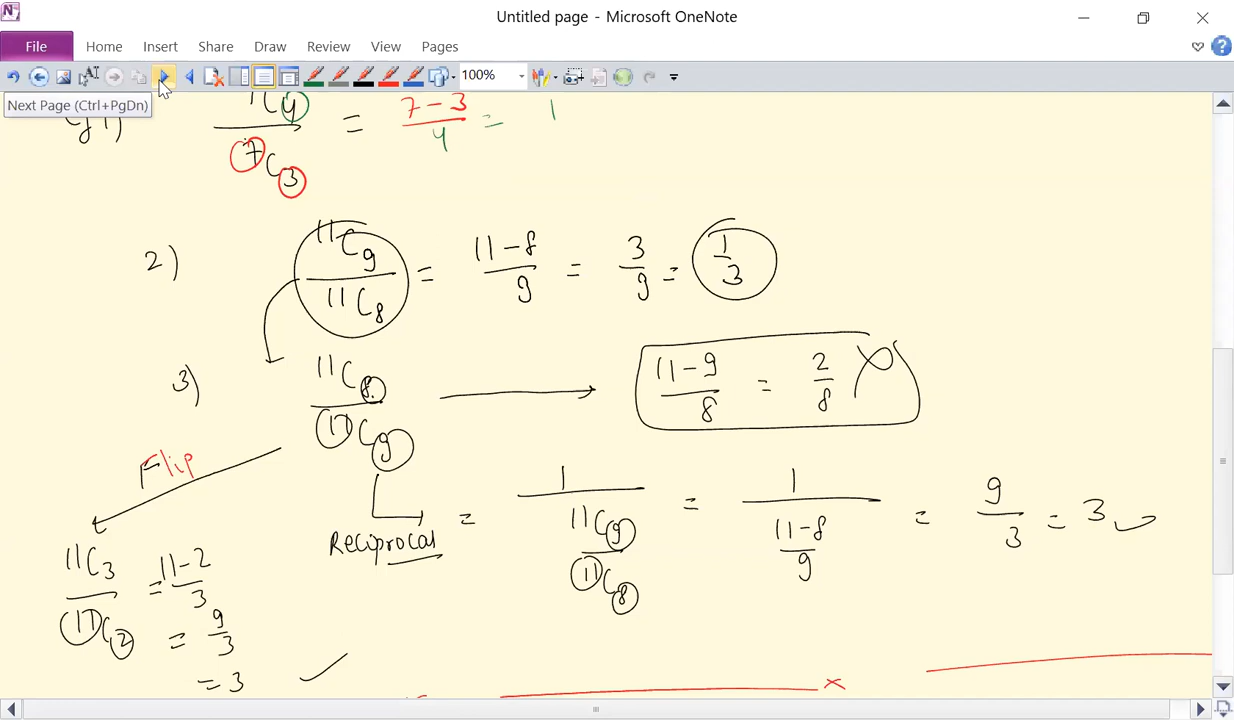 Untitled page - Microsoft OneNote
File Home Insert Share Draw Review View Pages
100%
Next Page (Ctrl+PgDn)
1) 7C4 / 7C3 = 7-3 / 4 = 1
2) 11C9 / 11C8 = 11-8 / 9 = 3/9 = 1/3
3) 11C8 / 11C9 → 11-9 / 8 = 2/8
Flip
Reciprocal = 1 / (11C9 / 11C8) = 1 / (11-8 / 9) = 9/3 = 3
11C3 / 11C2 = 11-2 / 3
= 9/3
= 3